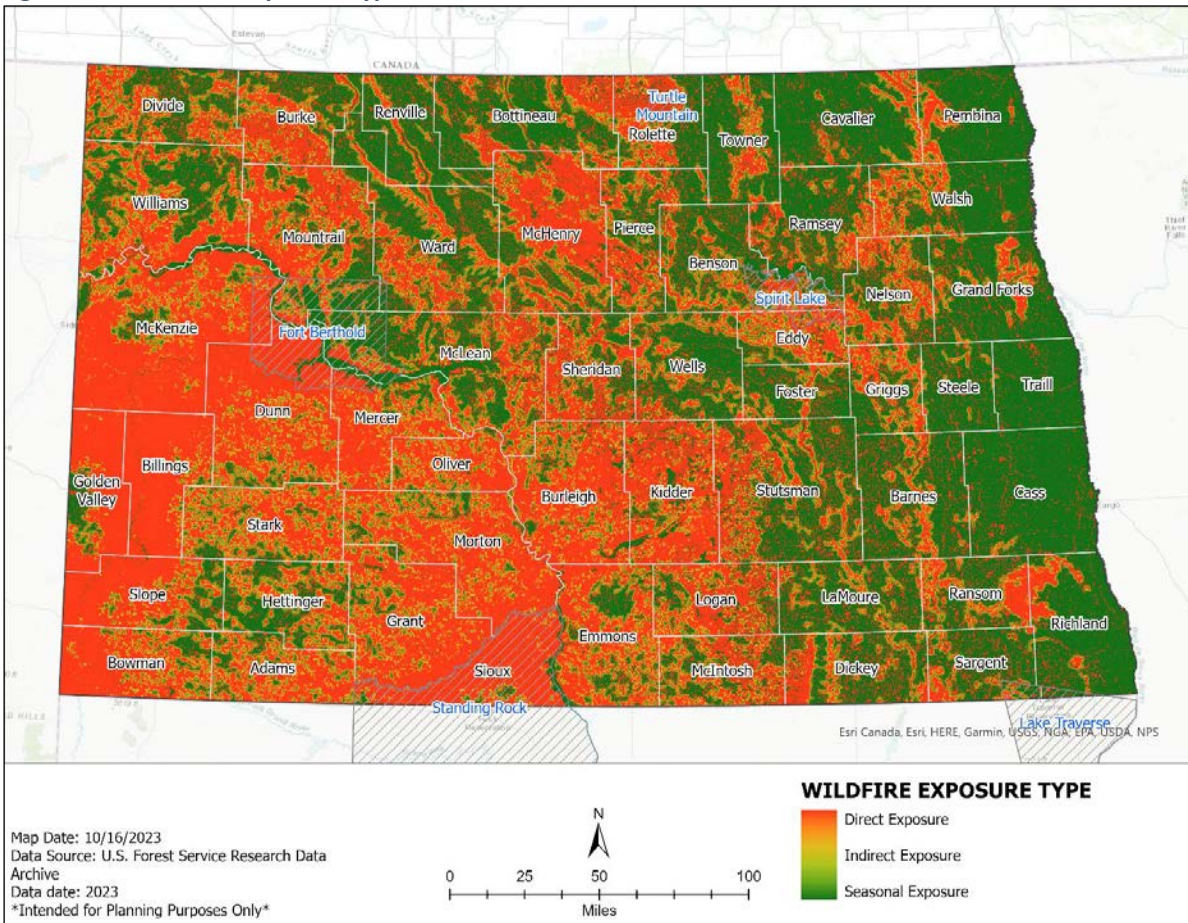 Estevan
CANADA
Divide
Burke
Renville
Bottineau
Turtle
Mountain
Rolette
Towner
Cavalier
Pembina
Williams
Mountrail
Ward
McHenry
Pierce
Ramsey
Walsh
Benson
Spirit Lake
Nelson
Grand Forks
McKenzie
Fort Berthold
McLean
Sheridan
Wells
Eddy
Foster
Griggs
Steele
Traill
Dunn
Mercer
Oliver
Golden
Valley
Billings
Stark
Burleigh
Kidder
Stutsman
Barnes
Cass
Morton
Slope
Hettinger
Grant
Emmons
Logan
LaMoure
Ransom
Richland
Bowman
Adams
Sioux
McIntosh
Dickey
Sargent
Standing Rock
Lake Traverse
Esri Canada, Esri, HERE, Garmin, USGS, NGA, EPA, USDA, NPS
WILDFIRE EXPOSURE TYPE
Direct Exposure
Indirect Exposure
Seasonal Exposure
N
0 25 50 100
Miles
Map Date: 10/16/2023
Data Source: U.S. Forest Service Research Data
Archive
Data date: 2023
*Intended for Planning Purposes Only*